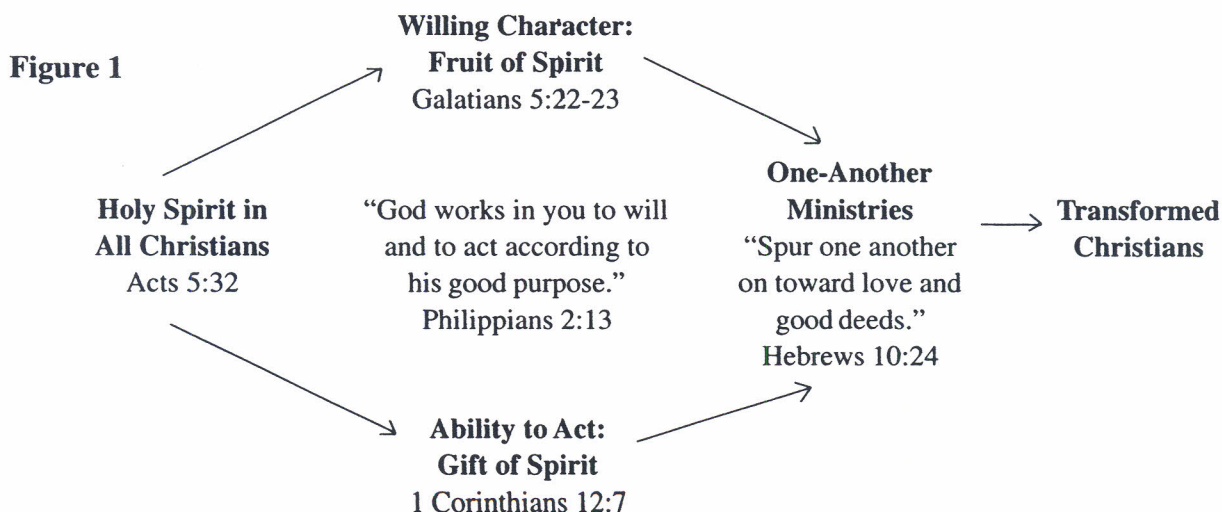 Figure 1
Willing Character:
Fruit of Spirit
Galatians 5:22-23
Holy Spirit in
All Christians
Acts 5:32
“God works in you to will
and to act according to
his good purpose.”
Philippians 2:13
One-Another
Ministries
“Spur one another
on toward love and
good deeds.”
Hebrews 10:24
Transformed
Christians
Ability to Act:
Gift of Spirit
1 Corinthians 12:7